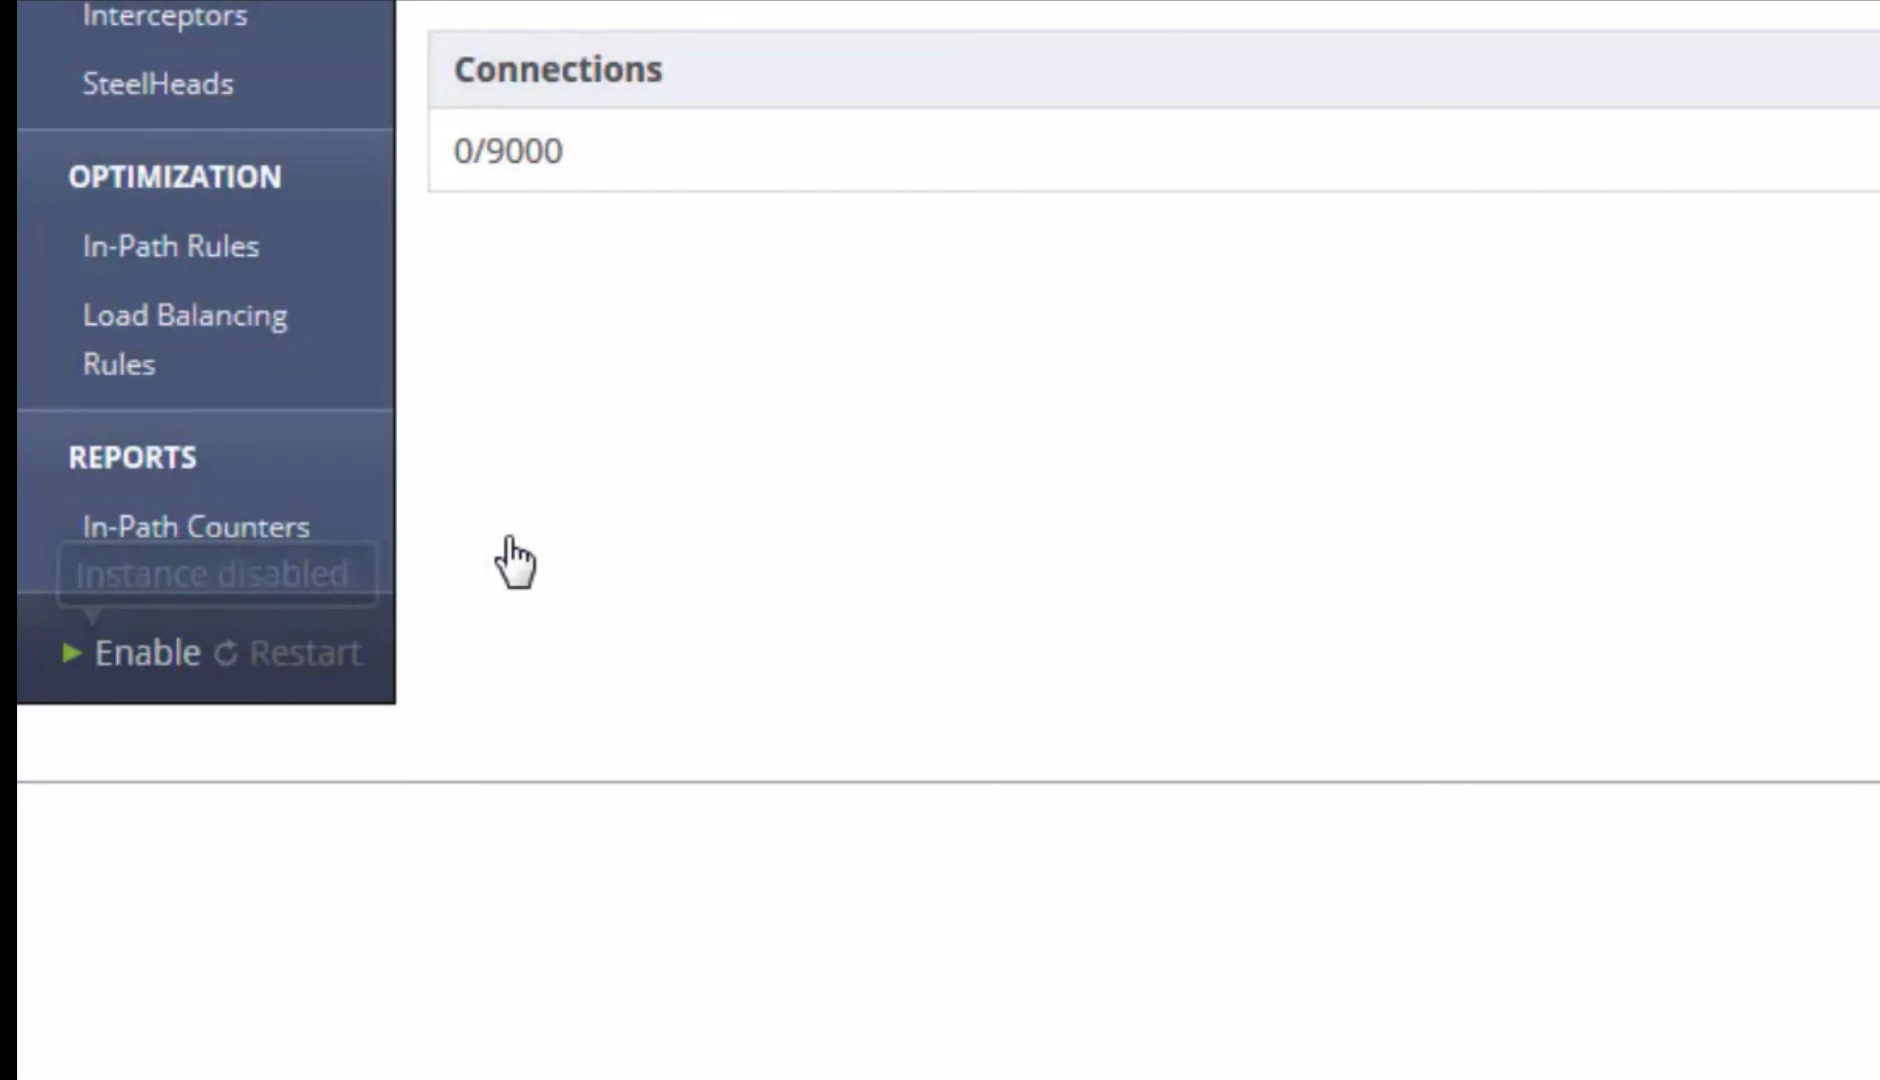 Interceptors
SteelHeads
OPTIMIZATION
In-Path Rules
Load Balancing
Rules
REPORTS
In-Path Counters
Instance disabled
Enable Restart
Connections
0/9000